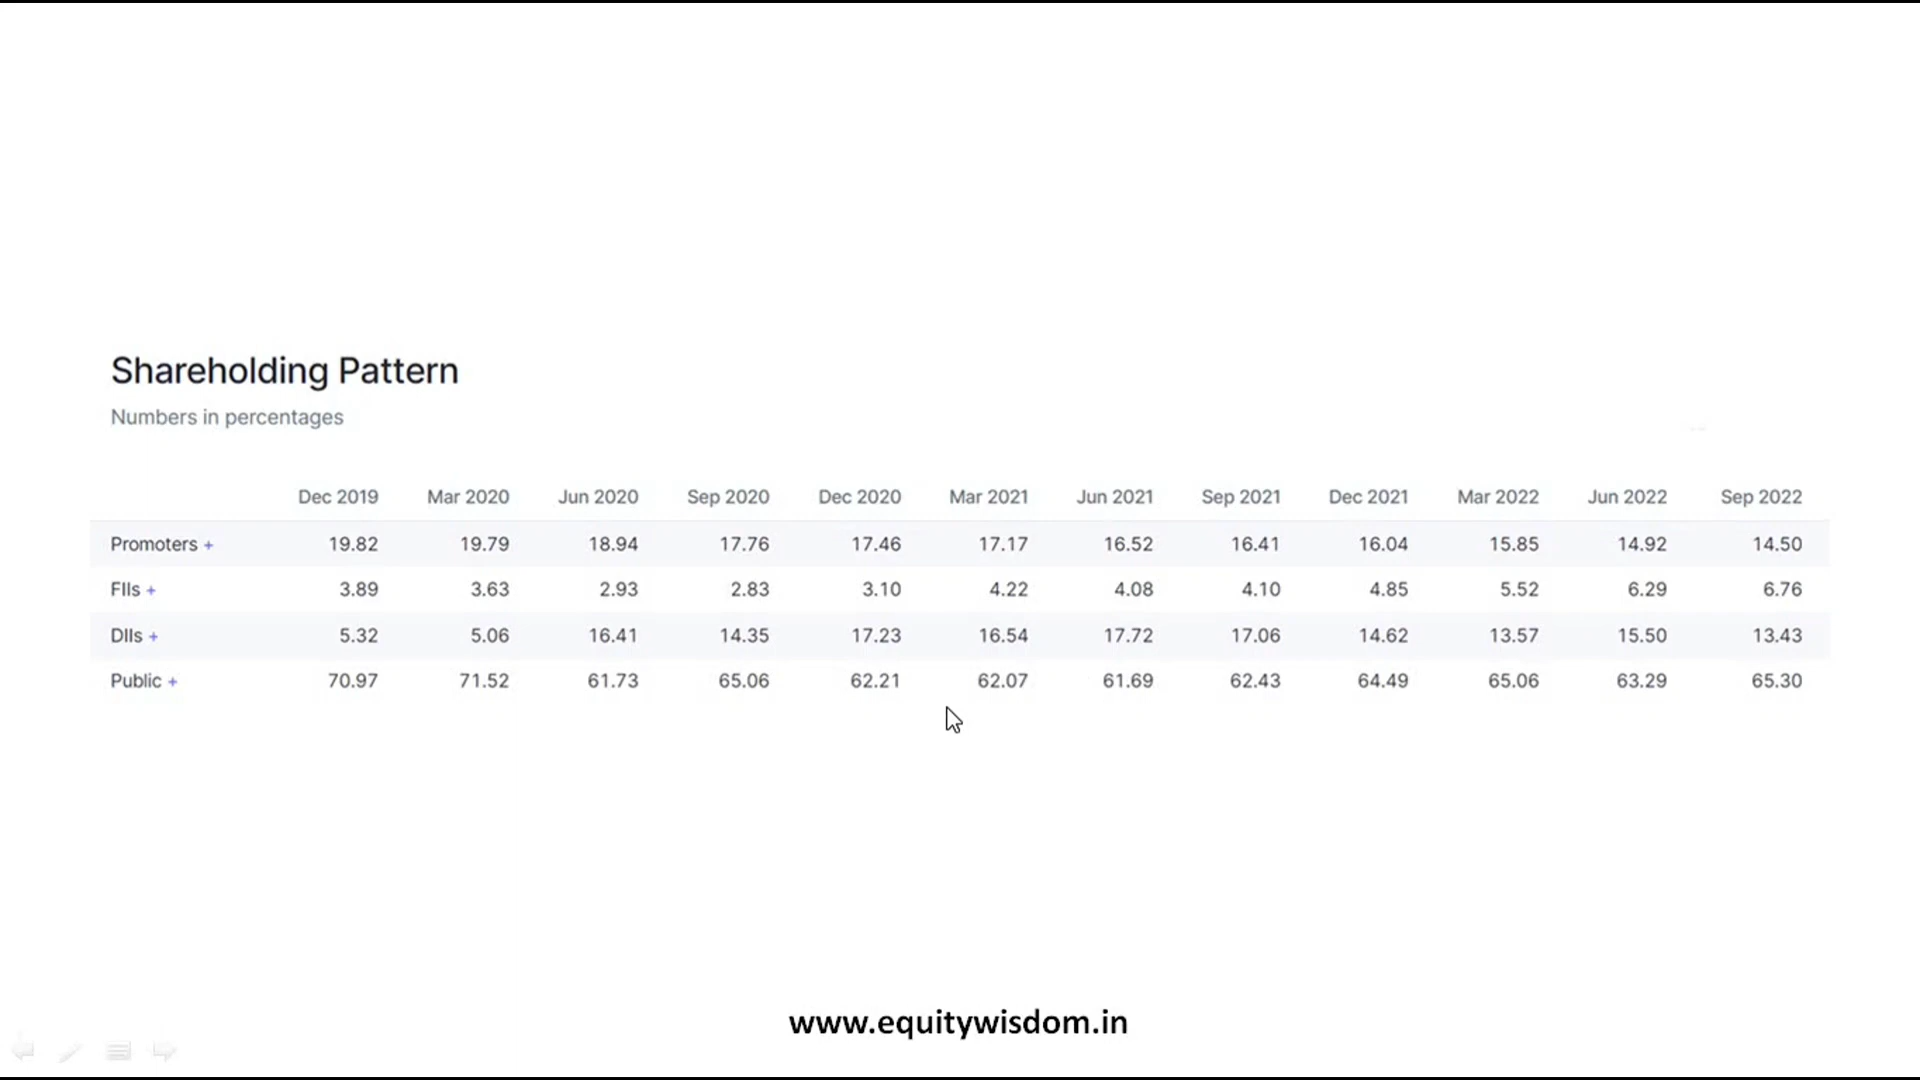 Shareholding Pattern
Numbers in percentages
Dec 2019 Mar 2020 Jun 2020 Sep 2020 Dec 2020 Mar 2021 Jun 2021 Sep 2021 Dec 2021 Mar 2022 Jun 2022 Sep 2022
Promoters + 19.82 19.79 18.94 17.76 17.46 17.17 16.52 16.41 16.04 15.85 14.92 14.50
FIIs + 3.89 3.63 2.93 2.83 3.10 4.22 4.08 4.10 4.85 5.52 6.29 6.76
DIIs + 5.32 5.06 16.41 14.35 17.23 16.54 17.72 17.06 14.62 13.57 15.50 13.43
Public + 70.97 71.52 61.73 65.06 62.21 62.07 61.69 62.43 64.49 65.06 63.29 65.30
www.equitywisdom.in